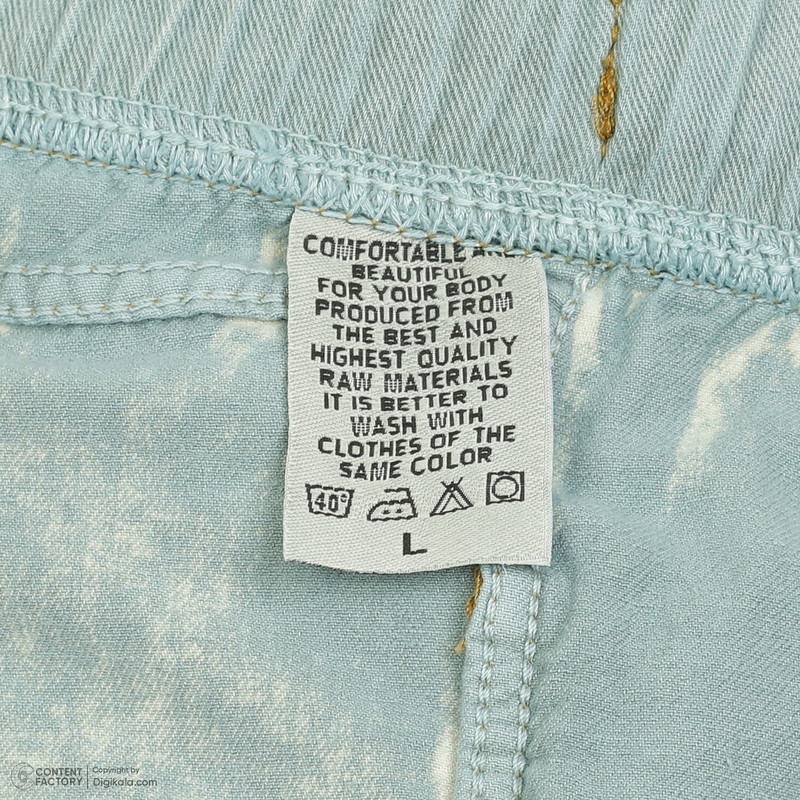 COMFORTABLE AND
BEAUTIFUL
FOR YOUR BODY
PRODUCED FROM
THE BEST AND
HIGHEST QUALITY
RAW MATERIALS
IT IS BETTER TO
WASH WITH
CLOTHES OF THE
SAME COLOR
40°
L
CONTENT FACTORY
Copyright by
Digikala.com